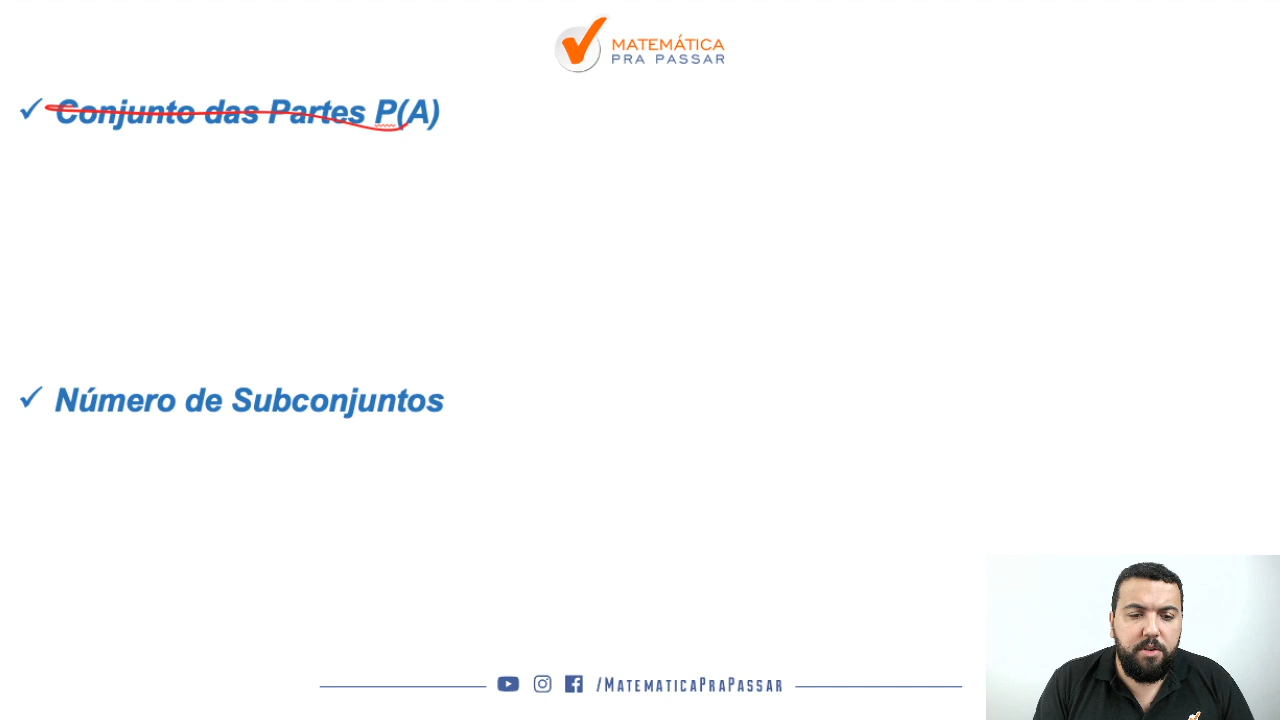 MATEMÁTICA
PRA PASSAR
Conjunto das Partes P(A)
Número de Subconjuntos
/MATEMATICAPRAPASSAR